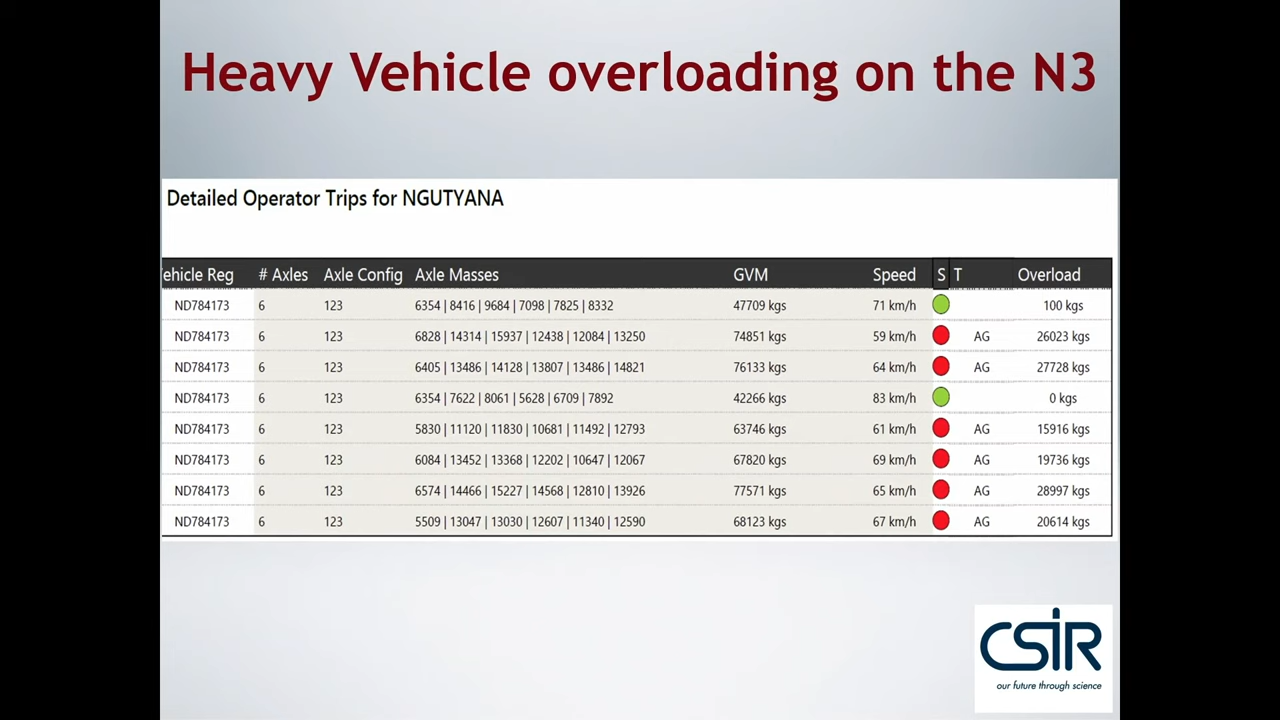 Heavy Vehicle overloading on the N3
Detailed Operator Trips for NGUTYANA
ehicle Reg # Axles Axle Config Axle Masses GVM Speed S T Overload
ND784173 6 123 6354 | 8416 | 9684 | 7098 | 7825 | 8332 47709 kgs 71 km/h 100 kgs
ND784173 6 123 6828 | 14314 | 15937 | 12438 | 12084 | 13250 74851 kgs 59 km/h AG 26023 kgs
ND784173 6 123 6405 | 13486 | 14128 | 13807 | 13486 | 14821 76133 kgs 64 km/h AG 27728 kgs
ND784173 6 123 6354 | 7622 | 8061 | 5628 | 6709 | 7892 42266 kgs 83 km/h 0 kgs
ND784173 6 123 5830 | 11120 | 11830 | 10681 | 11492 | 12793 63746 kgs 61 km/h AG 15916 kgs
ND784173 6 123 6084 | 13452 | 13368 | 12202 | 10647 | 12067 67820 kgs 69 km/h AG 19736 kgs
ND784173 6 123 6574 | 14466 | 15227 | 14568 | 12810 | 13926 77571 kgs 65 km/h AG 28997 kgs
ND784173 6 123 5509 | 13047 | 13030 | 12607 | 11340 | 12590 68123 kgs 67 km/h AG 20614 kgs
CSIR
our future through science